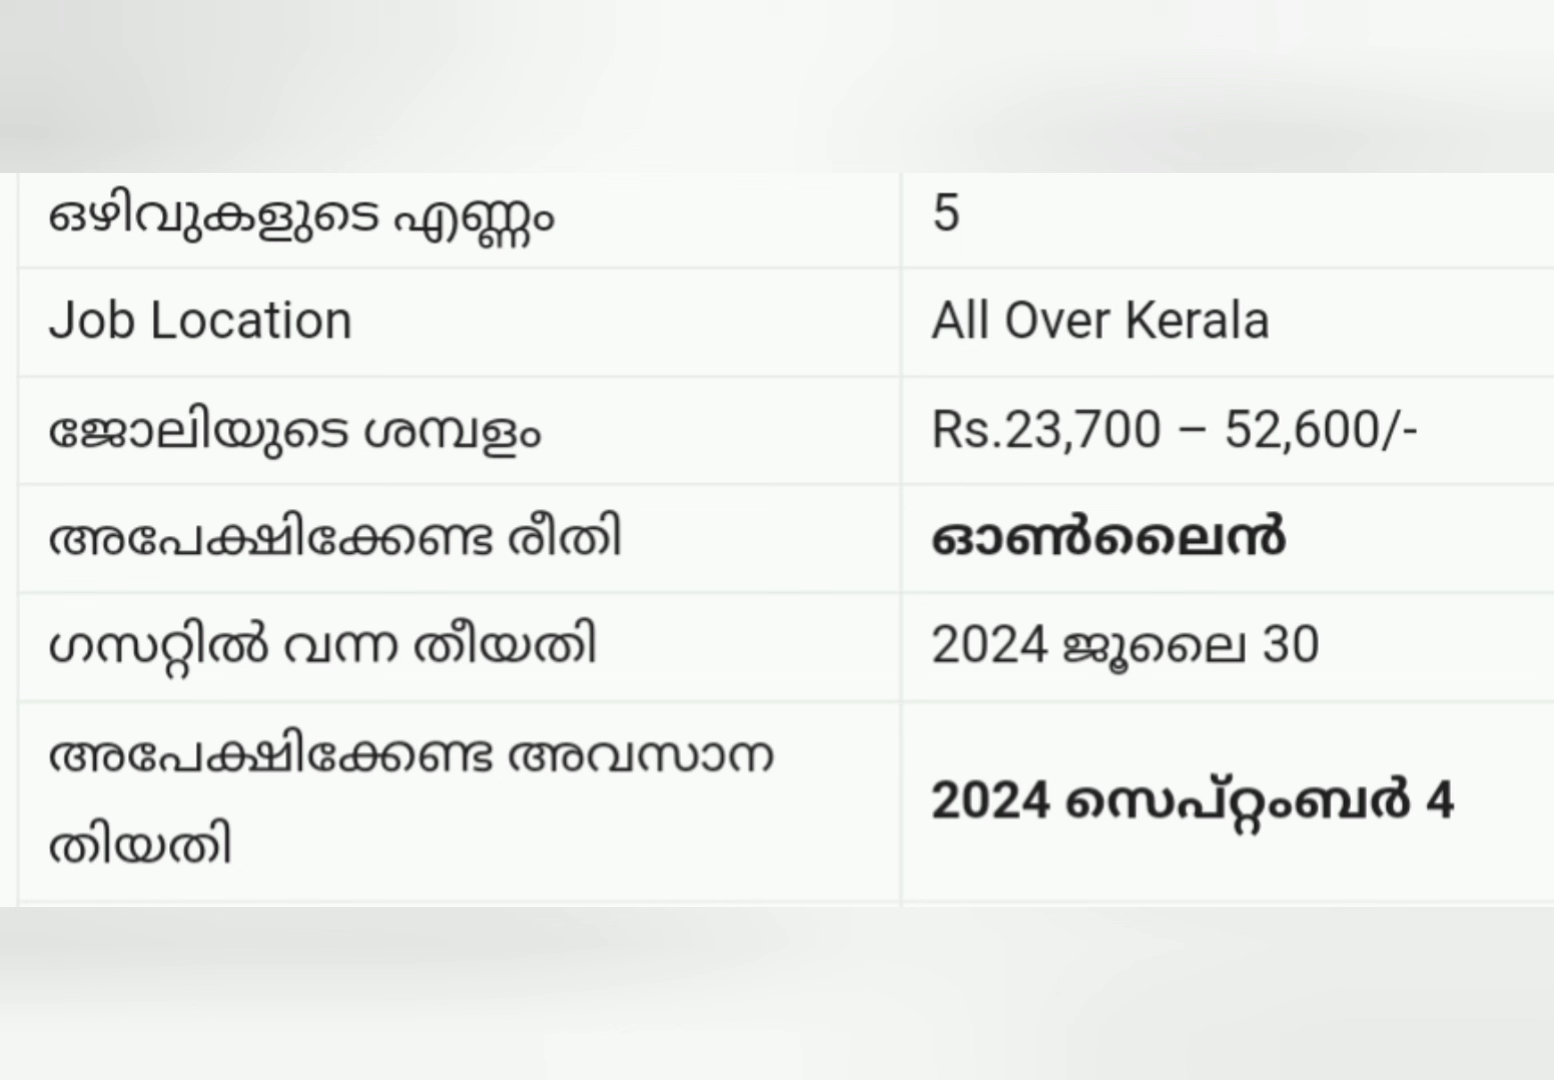 ഒഴിവുകളുടെ എണ്ണം 5
Job Location All Over Kerala
ജോലിയുടെ ശമ്പളം Rs.23,700 – 52,600/-
അപേക്ഷിക്കേണ്ട രീതി ഓൺലൈൻ
ഗസറ്റിൽ വന്ന തീയതി 2024 ജൂലൈ 30
അപേക്ഷിക്കേണ്ട അവസാന
തിയതി 2024 സെപ്റ്റംബർ 4